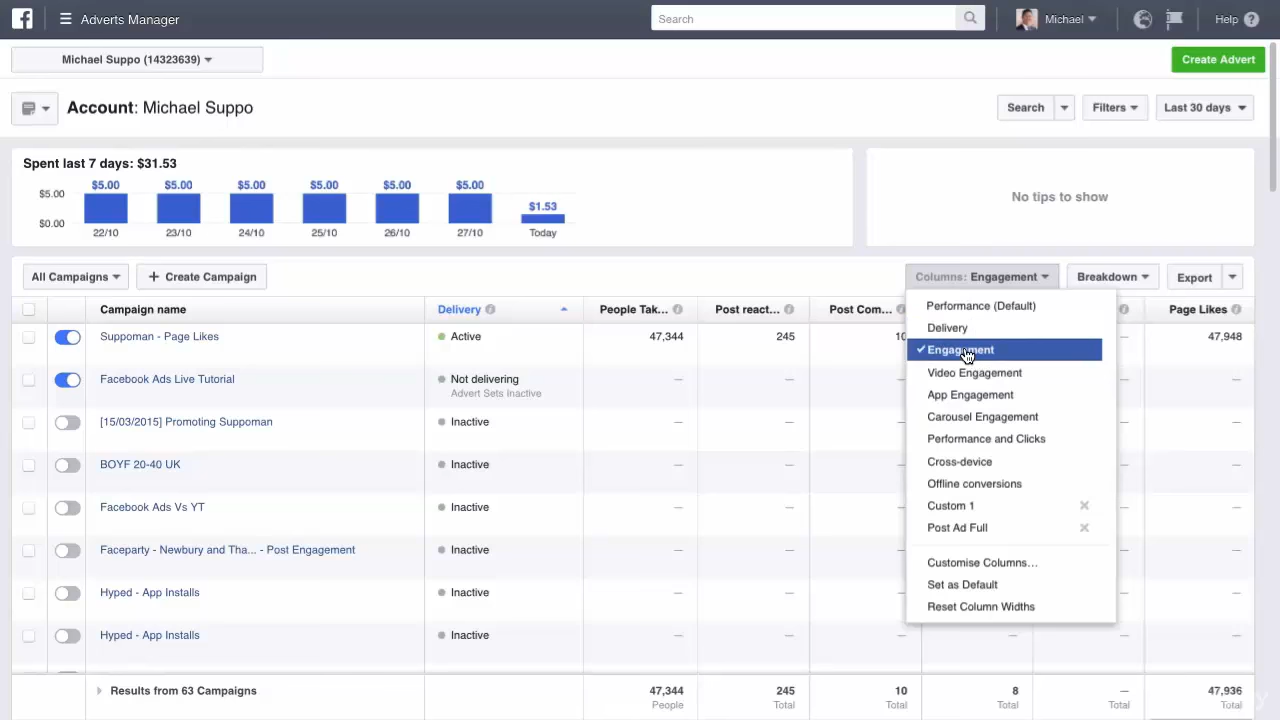 f Adverts Manager Search Michael Help ?
Michael Suppo (14323639) Create Advert
Account: Michael Suppo Search Filters Last 30 days
Spent last 7 days: $31.53
No tips to show
$5.00 $5.00 $5.00 $5.00 $5.00 $5.00 $5.00
$1.53
$0.00
22/10 23/10 24/10 25/10 26/10 27/10 Today
All Campaigns + Create Campaign Columns: Engagement Breakdown Export
Campaign name Delivery People Tak... Post react... Post Com... Page Likes
Suppoman - Page Likes Active 47,344 245 10 — 47,948
Facebook Ads Live Tutorial Not delivering — —
Advert Sets Inactive
[15/03/2015] Promoting Suppoman Inactive — — — — —
BOYF 20-40 UK Inactive — — — — —
Facebook Ads Vs YT Inactive — — — — —
Faceparty - Newbury and Tha... - Post Engagement Inactive — — — — —
Hyped - App Installs Inactive — — — — —
Hyped - App Installs Inactive — — — — — —
Performance (Default)
Delivery
✓Engagement
Video Engagement
App Engagement
Carousel Engagement
Performance and Clicks
Cross-device
Offline conversions
Custom 1 ×
Post Ad Full ×
Customise Columns…
Set as Default
Reset Column Widths
Results from 63 Campaigns 47,344 245 10 8 — 47,936
People Total Total Total Total Total